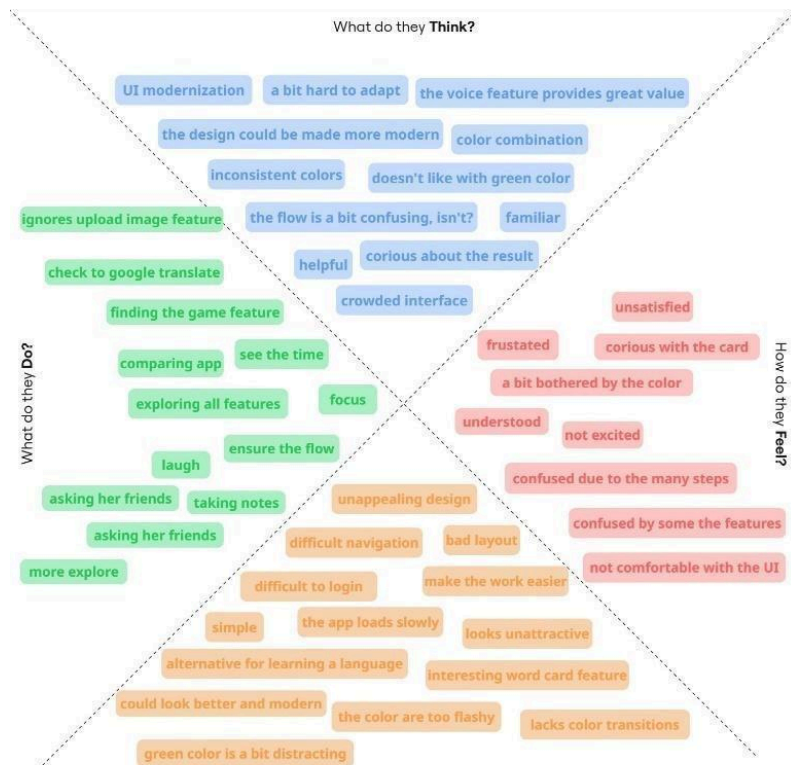 What do they Think?
UI modernization
a bit hard to adapt
the voice feature provides great value
the design could be made more modern
color combination
inconsistent colors
doesn't like with green color
the flow is a bit confusing, isn't?
familiar
helpful
corious about the result
crowded interface
What do they Do?
ignores upload image feature
check to google translate
finding the game feature
comparing app
see the time
exploring all features
focus
ensure the flow
laugh
asking her friends
taking notes
asking her friends
more explore
How do they Feel?
unsatisfied
frustated
corious with the card
a bit bothered by the color
understood
not excited
confused due to the many steps
confused by some the features
not comfortable with the UI
unappealing design
difficult navigation
bad layout
difficult to login
make the work easier
simple
the app loads slowly
looks unattractive
alternative for learning a language
interesting word card feature
could look better and modern
the color are too flashy
lacks color transitions
green color is a bit distracting